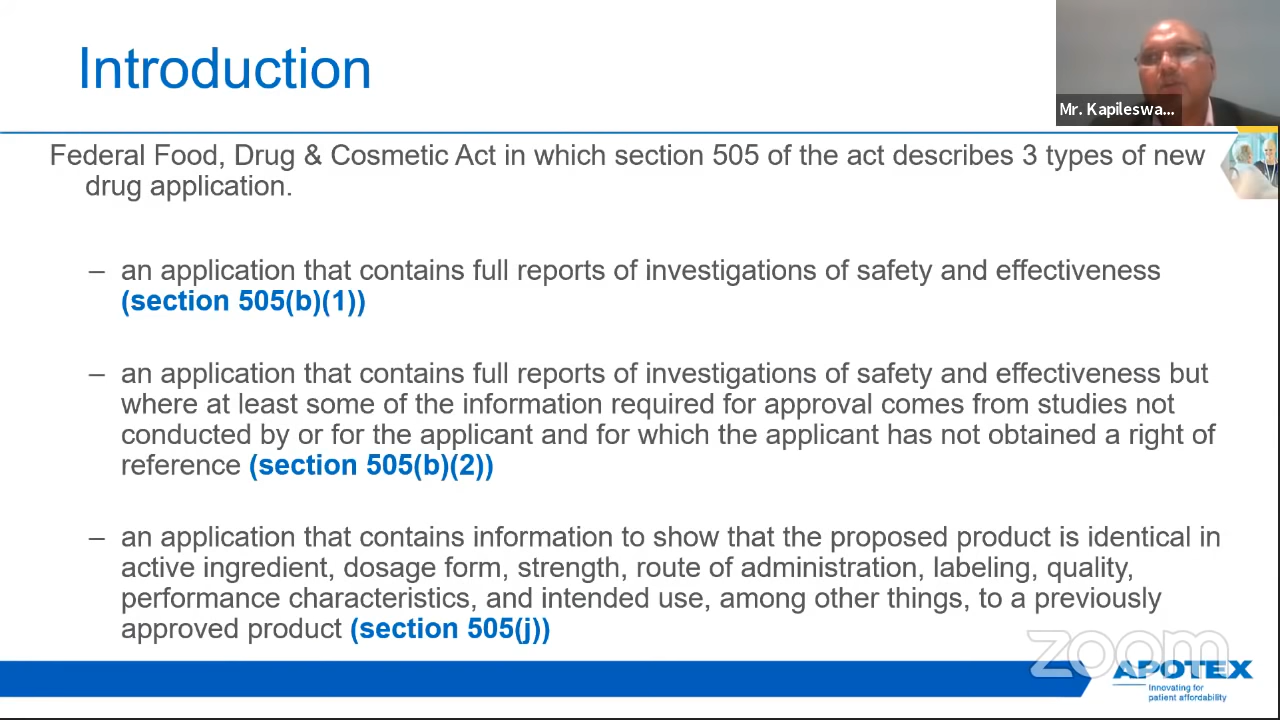 Introduction
Mr. Kapileswa...
Federal Food, Drug & Cosmetic Act in which section 505 of the act describes 3 types of new
drug application.
– an application that contains full reports of investigations of safety and effectiveness
(section 505(b)(1))
– an application that contains full reports of investigations of safety and effectiveness but
where at least some of the information required for approval comes from studies not
conducted by or for the applicant and for which the applicant has not obtained a right of
reference (section 505(b)(2))
– an application that contains information to show that the proposed product is identical in
active ingredient, dosage form, strength, route of administration, labeling, quality,
performance characteristics, and intended use, among other things, to a previously
approved product (section 505(j))
zoom
APOTEX
Innovating for
patient affordability